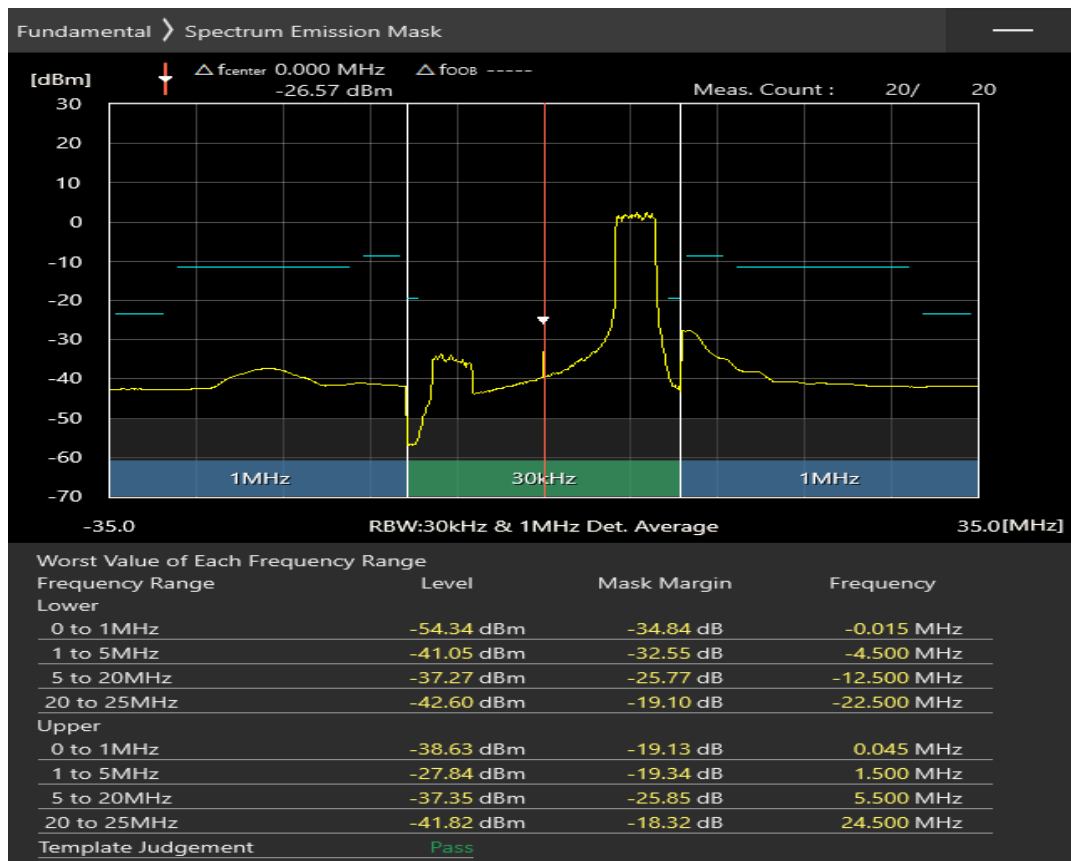 Fundamental ❯ Spectrum Emission Mask
[dBm] △ fcenter 0.000 MHz △ fOOB -----
-26.57 dBm Meas. Count : 20/ 20
30
20
10
0
-10
-20
-30
-40
-50
-60
1MHz 30kHz 1MHz
-70
-35.0 RBW:30kHz & 1MHz Det. Average 35.0[MHz]
Worst Value of Each Frequency Range
Frequency Range Level Mask Margin Frequency
Lower
0 to 1MHz -54.34 dBm -34.84 dB -0.015 MHz
1 to 5MHz -41.05 dBm -32.55 dB -4.500 MHz
5 to 20MHz -37.27 dBm -25.77 dB -12.500 MHz
20 to 25MHz -42.60 dBm -19.10 dB -22.500 MHz
Upper
0 to 1MHz -38.63 dBm -19.13 dB 0.045 MHz
1 to 5MHz -27.84 dBm -19.34 dB 1.500 MHz
5 to 20MHz -37.35 dBm -25.85 dB 5.500 MHz
20 to 25MHz -41.82 dBm -18.32 dB 24.500 MHz
Template Judgement Pass